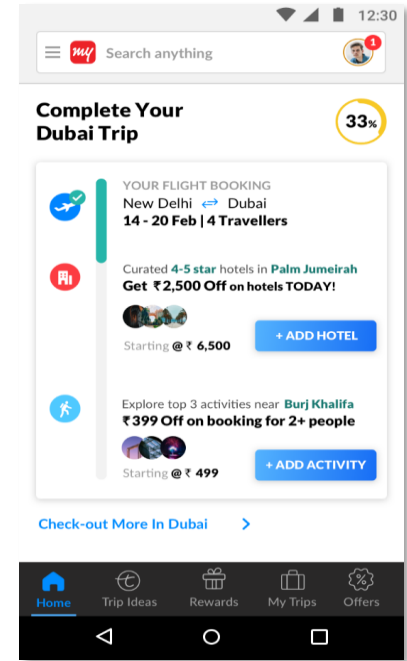 12:30
my Search anything 1
Complete Your
Dubai Trip
33%
YOUR FLIGHT BOOKING
New Delhi ⇄ Dubai
14 - 20 Feb | 4 Travellers
Curated 4-5 star hotels in Palm Jumeirah
Get ₹2,500 Off on hotels TODAY!
Starting @ ₹ 6,500
+ ADD HOTEL
Explore top 3 activities near Burj Khalifa
₹399 Off on booking for 2+ people
Starting @ ₹ 499
+ ADD ACTIVITY
Check-out More In Dubai >
Home Trip Ideas Rewards My Trips Offers